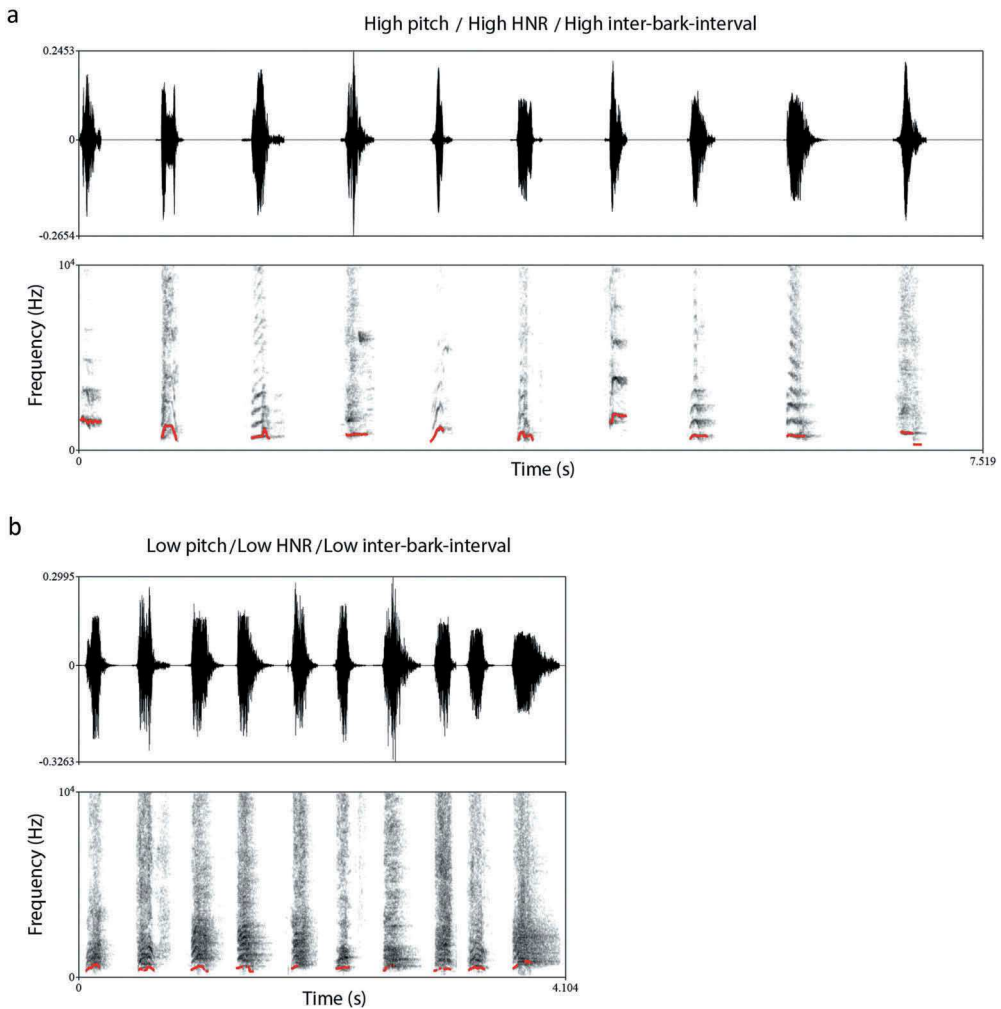 a
High pitch / High HNR / High inter-bark-interval
0.2453
0
-0.2654
10⁴
Frequency (Hz)
0
0
Time (s)
7.519
b
Low pitch/Low HNR/Low inter-bark-interval
0.2995
0
-0.3263
10⁴
Frequency (Hz)
0
0
Time (s)
4.104